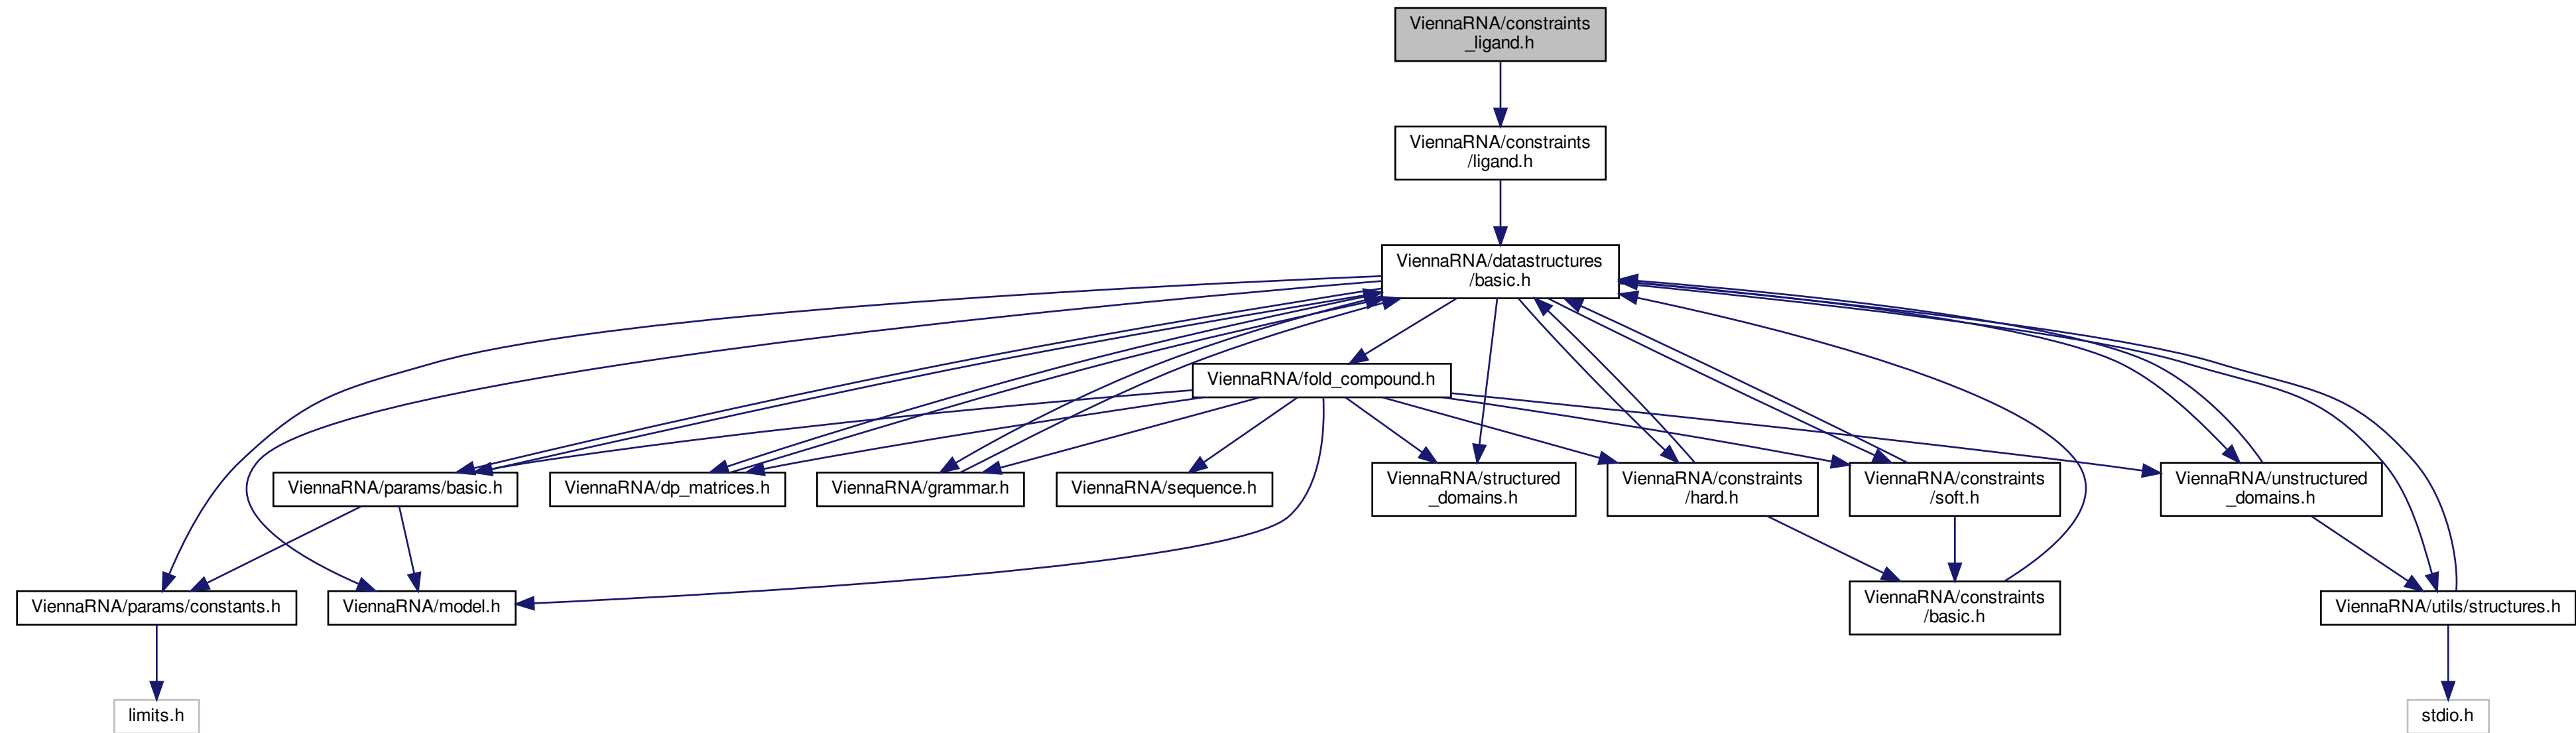 ViennaRNA/constraints
_ligand.h
ViennaRNA/constraints
/ligand.h
ViennaRNA/datastructures
/basic.h
ViennaRNA/fold_compound.h
ViennaRNA/params/basic.h
ViennaRNA/dp_matrices.h
ViennaRNA/grammar.h
ViennaRNA/sequence.h
ViennaRNA/structured
_domains.h
ViennaRNA/constraints
/hard.h
ViennaRNA/constraints
/soft.h
ViennaRNA/unstructured
_domains.h
ViennaRNA/params/constants.h
ViennaRNA/model.h
ViennaRNA/constraints
/basic.h
ViennaRNA/utils/structures.h
limits.h
stdio.h